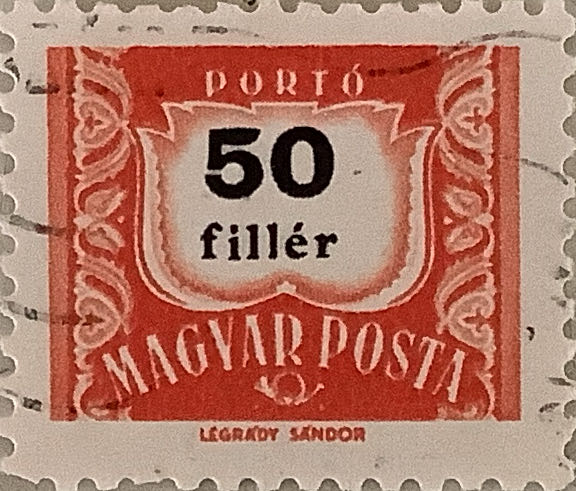 PORTÓ
50
fillér
MAGYAR POSTA
LÉGRÁDY SÁNDOR